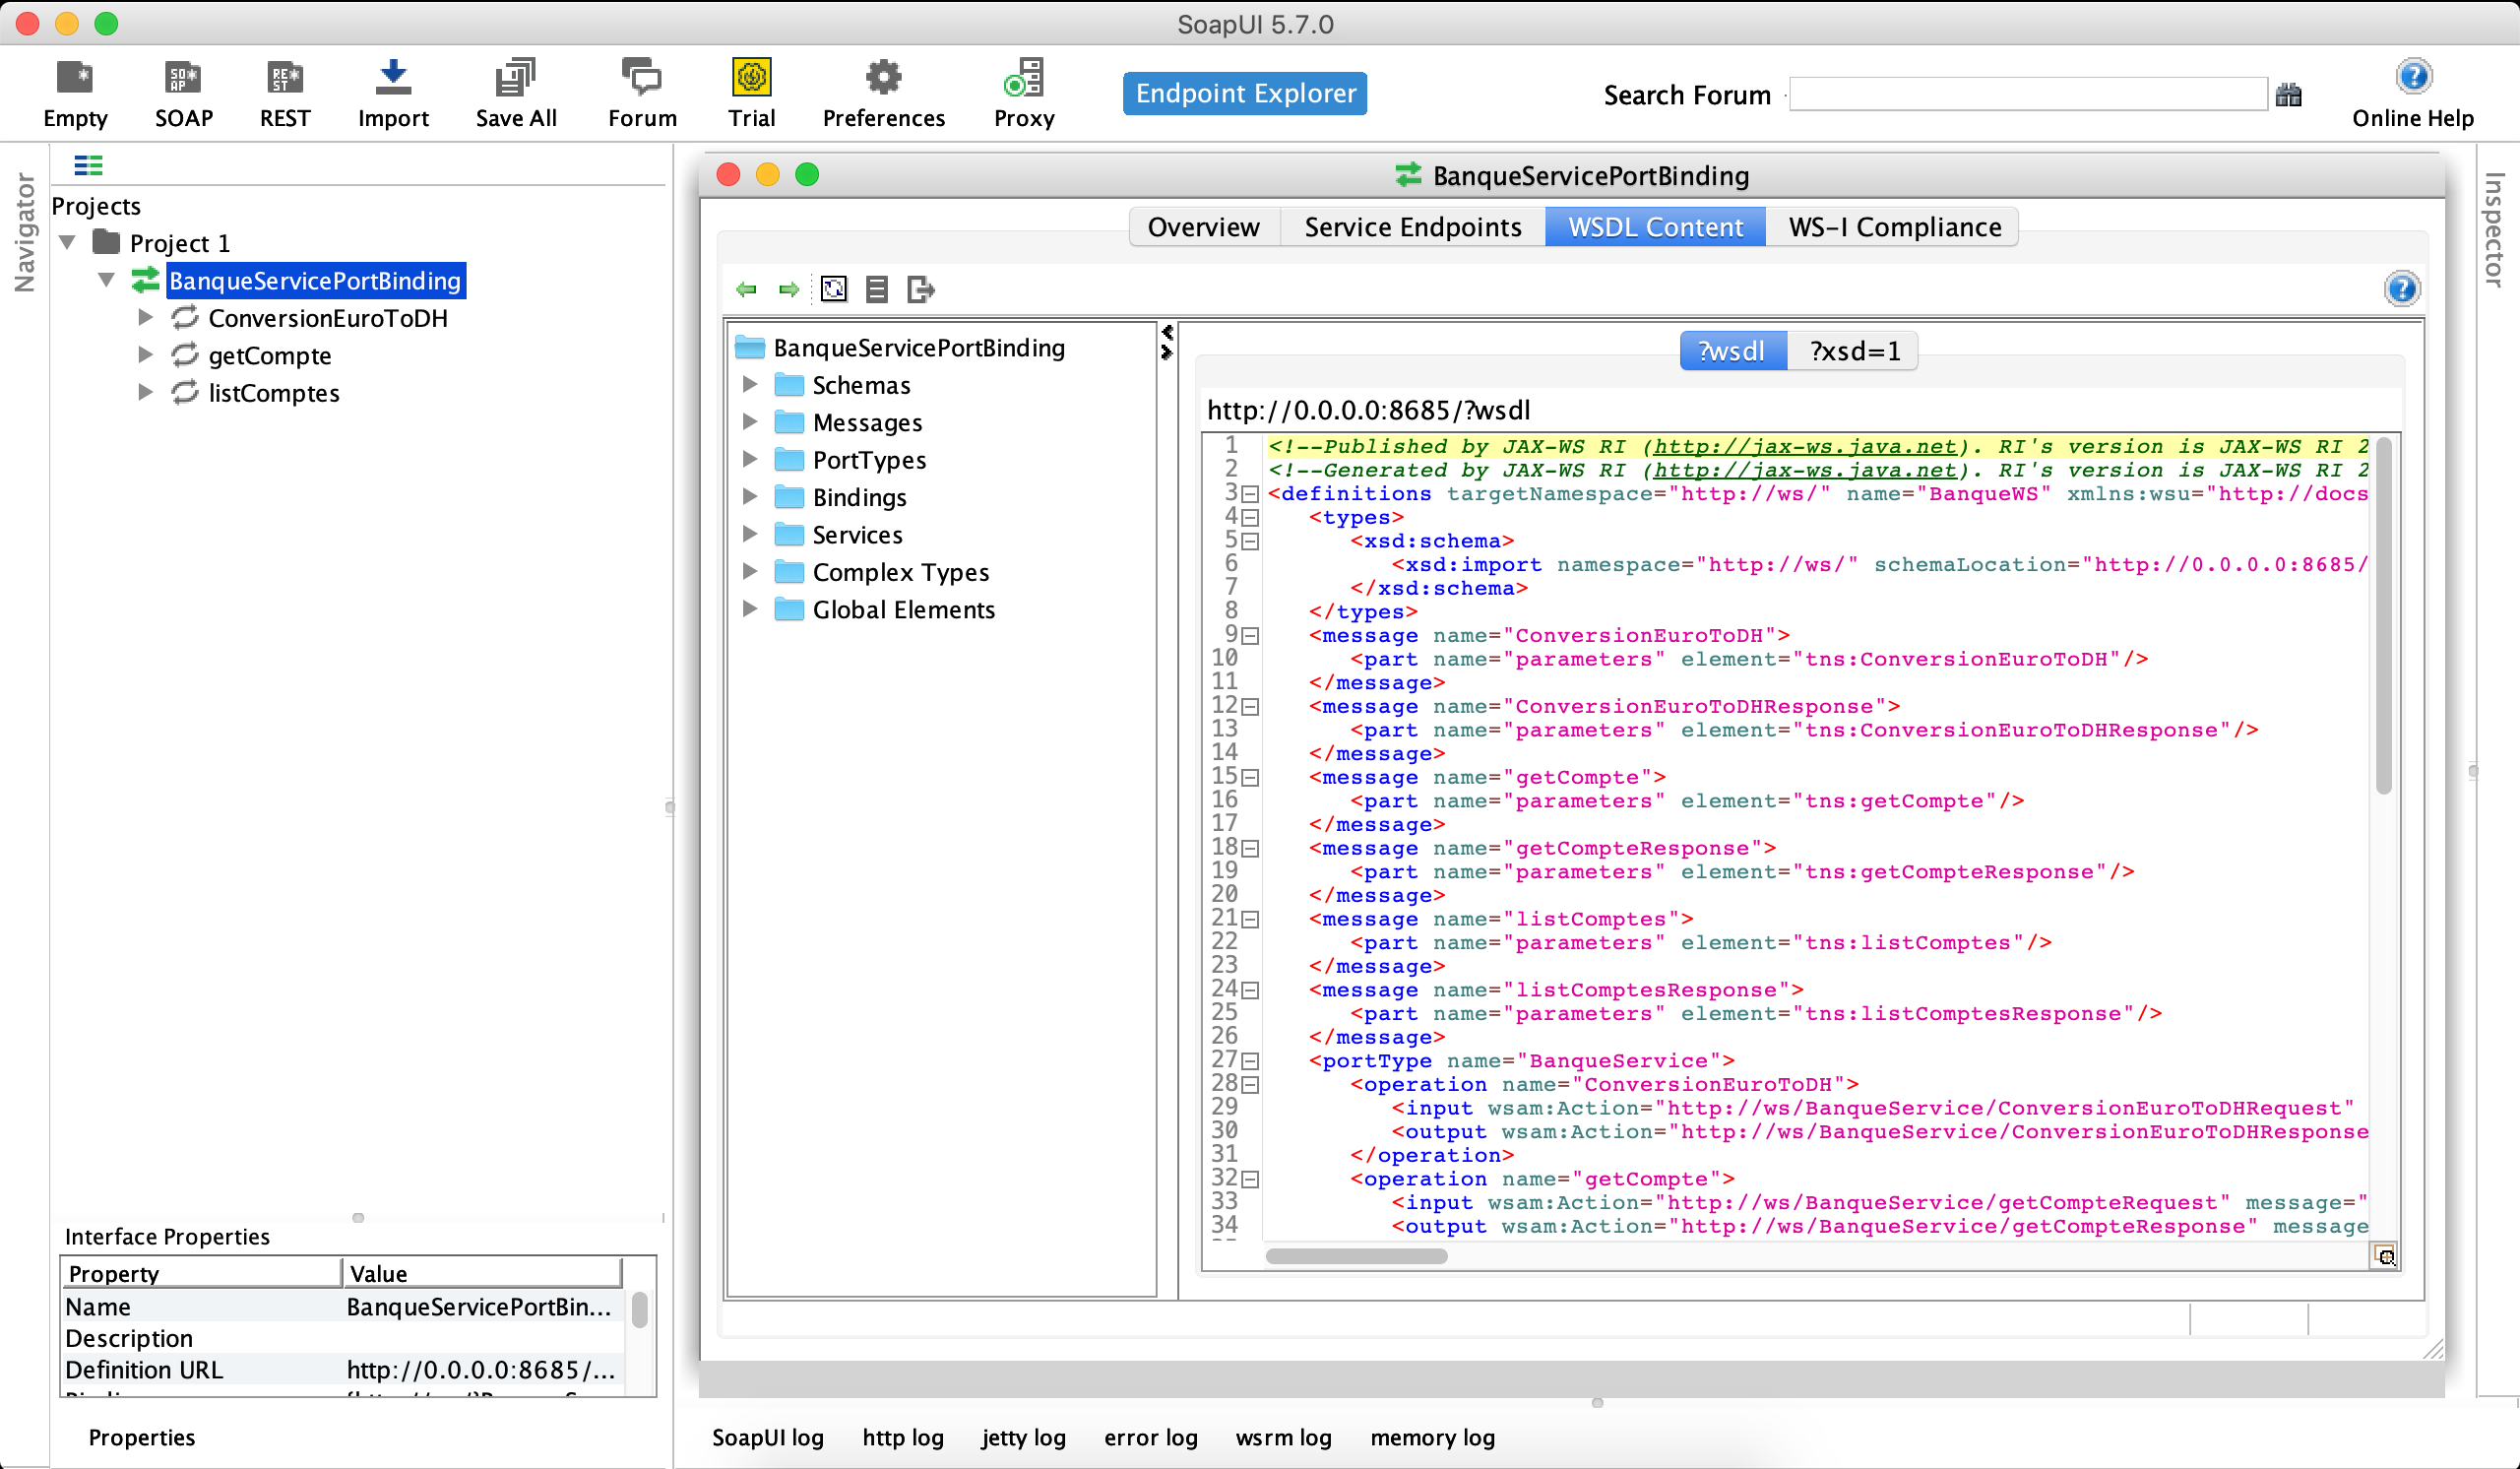 SoapUI 5.7.0
Empty SOAP REST Import Save All Forum Trial Preferences Proxy Endpoint Explorer Search Forum Online Help
Navigator
Projects
Project 1
BanqueServicePortBinding
ConversionEuroToDH
getCompte
listComptes
Interface Properties
Property Value
Name BanqueServicePortBin...
Description
Definition URL http://0.0.0.0:8685/...
Properties
BanqueServicePortBinding
Overview Service Endpoints WSDL Content WS-I Compliance
BanqueServicePortBinding
Schemas
Messages
PortTypes
Bindings
Services
Complex Types
Global Elements
?wsdl ?xsd=1
http://0.0.0.0:8685/?wsdl
1 <!--Published by JAX-WS RI (http://jax-ws.java.net). RI's version is JAX-WS RI 2
2 <!--Generated by JAX-WS RI (http://jax-ws.java.net). RI's version is JAX-WS RI 2
3 <definitions targetNamespace="http://ws/" name="BanqueWS" xmlns:wsu="http://docs
4 <types>
5 <xsd:schema>
6 <xsd:import namespace="http://ws/" schemaLocation="http://0.0.0.0:8685/
7 </xsd:schema>
8 </types>
9 <message name="ConversionEuroToDH">
10 <part name="parameters" element="tns:ConversionEuroToDH"/>
11 </message>
12 <message name="ConversionEuroToDHResponse">
13 <part name="parameters" element="tns:ConversionEuroToDHResponse"/>
14 </message>
15 <message name="getCompte">
16 <part name="parameters" element="tns:getCompte"/>
17 </message>
18 <message name="getCompteResponse">
19 <part name="parameters" element="tns:getCompteResponse"/>
20 </message>
21 <message name="listComptes">
22 <part name="parameters" element="tns:listComptes"/>
23 </message>
24 <message name="listComptesResponse">
25 <part name="parameters" element="tns:listComptesResponse"/>
26 </message>
27 <portType name="BanqueService">
28 <operation name="ConversionEuroToDH">
29 <input wsam:Action="http://ws/BanqueService/ConversionEuroToDHRequest"
30 <output wsam:Action="http://ws/BanqueService/ConversionEuroToDHResponse
31 </operation>
32 <operation name="getCompte">
33 <input wsam:Action="http://ws/BanqueService/getCompteRequest" message="
34 <output wsam:Action="http://ws/BanqueService/getCompteResponse" message
SoapUI log http log jetty log error log wsrm log memory log
Inspector